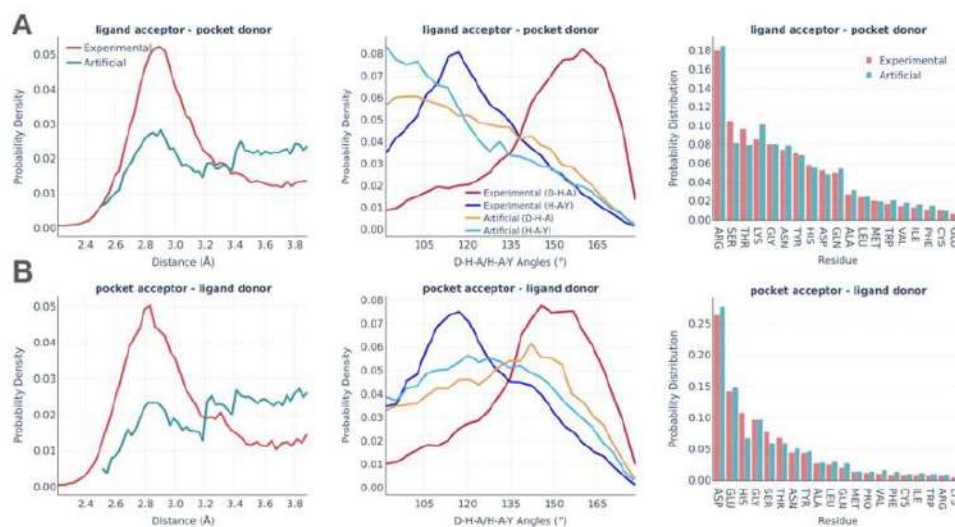 A
ligand acceptor - pocket donor
Experimental
Artificial
0.05
0.04
0.03
0.02
0.01
0.00
Probability Density
2.4 2.6 2.8 3.0 3.2 3.4 3.6 3.8
Distance (Å)
ligand acceptor - pocket donor
0.08
0.07
0.06
0.05
0.04
0.03
0.02
0.01
0.00
Probability Density
Experimental (D-H-A)
Experimental (H-A-Y)
Artificial (D-H-A)
Artificial (H-A-Y)
105 120 135 150 165
D-H-A/H-A-Y Angles (°)
ligand acceptor - pocket donor
Experimental
Artificial
0.18
0.16
0.14
0.12
0.10
0.08
0.06
0.04
0.02
0.00
Probability Distribution
ARG SER THR LYS GLY ASN TYR HIS ASP GLN ALA LEU MET TRP VAL ILE PHE CYS GLU
Residue
B
pocket acceptor - ligand donor
0.05
0.04
0.03
0.02
0.01
0.00
Probability Density
2.4 2.6 2.8 3.0 3.2 3.4 3.6 3.8
Distance (Å)
pocket acceptor - ligand donor
0.08
0.07
0.06
0.05
0.04
0.03
0.02
0.01
0.00
Probability Density
105 120 135 150 165
D-H-A/H-A-Y Angles (°)
pocket acceptor - ligand donor
0.25
0.20
0.15
0.10
0.05
0.00
Probability Distribution
ASP GLU HIS GLY SER THR ASN TYR ALA LEU GLN MET PRO VAL PHE CYS ILE TRP ARG LYS
Residue